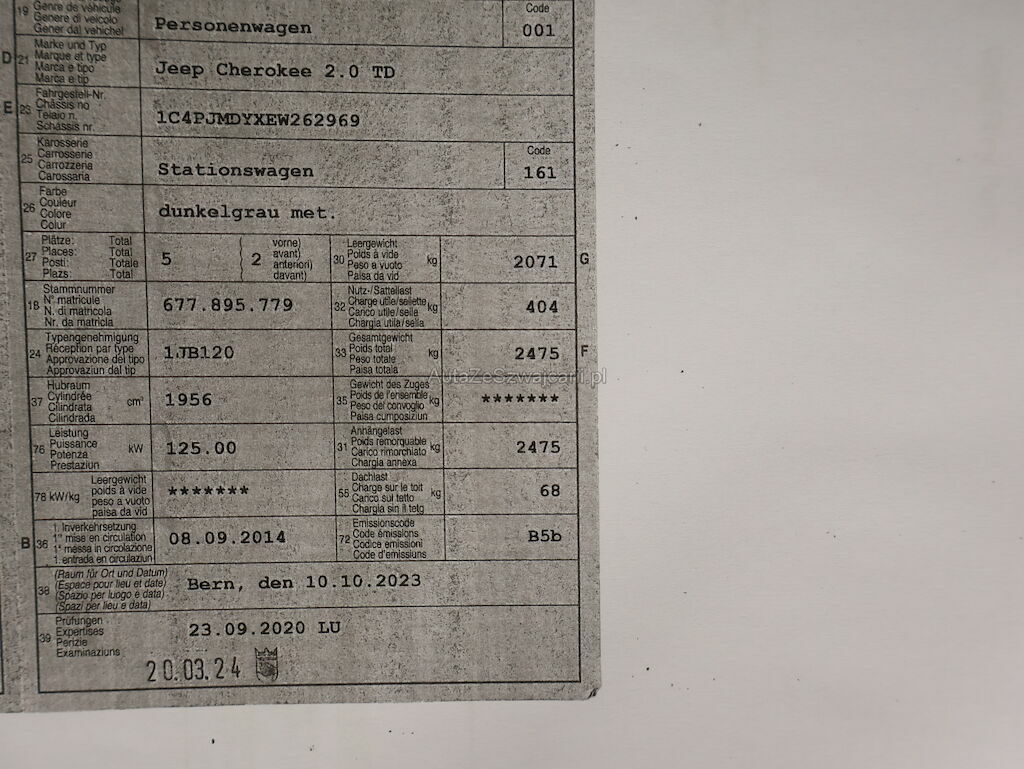 19 Genre de véhicule
Genere di veicolo
Gener dal vehichel
Personenwagen
Code
001
D 21 Marke und Typ
Marque et type
Marca e tipo
Marca e tip
Jeep Cherokee 2.0 TD
E 23 Fahrgestell-Nr.
Châssis no
Telaio n.
Schassis nr.
1C4PJMDYXEW262969
25 Karosserie
Carrosserie
Carrozzeria
Carossaria
Stationswagen
Code
161
26 Farbe
Couleur
Colore
Colur
dunkelgrau met.
27 Plätze: Total
Places: Total
Posti: Totale
Plazs: Total
5
2
vorne)
avant)
anteriori)
davant)
30 Leergewicht
Poids à vide
Peso a vuoto
Paisa da vid
kg
2071
G
18 Stammnummer
N° matricule
N. di matricola
Nr. da matricla
677.895.779
32 Nutz-/Sattellast
Charge utile/sellette
Carico utile/sella
Chargia utila/sella
kg
404
24 Typengenehmigung
Réception par type
Approvazione del tipo
Approvaziun dal tip
1JB120
33 Gesamtgewicht
Poids total
Peso totale
Paisa totala
kg
2475
F
AutaZeSzwajcarii.pl
37 Hubraum
Cylindrée
Cilindrata
Cilindrada
cm³
1956
35 Gewicht des Zuges
Poids de l'ensemble
Peso del convoglio
Paisa cumposiziun
kg
*******
76 Leistung
Puissance
Potenza
Prestaziun
kW
125.00
31 Anhängelast
Poids remorquable
Carico rimorchiato
Chargia annexa
kg
2475
78 kW/kg
Leergewicht
poids à vide
peso a vuoto
paisa da vid
*******
55 Dachlast
Charge sur le toit
Carico sul tetto
Chargia sin il tetg
kg
68
B 36 1. Inverkehrsetzung
1re mise en circulation
1a messa in circolazione
1. entrada en circulaziun
08.09.2014
72 Emissionscode
Code émissions
Codice emissioni
Code d'emissiuns
B5b
38 (Raum für Ort und Datum)
(Espace pour lieu et date)
(Spazio per luogo e data)
(Spazi per lieu e data)
Bern, den 10.10.2023
39 Prüfungen
Expertises
Perizie
Examinaziuns
23.09.2020 LU
20.03.24